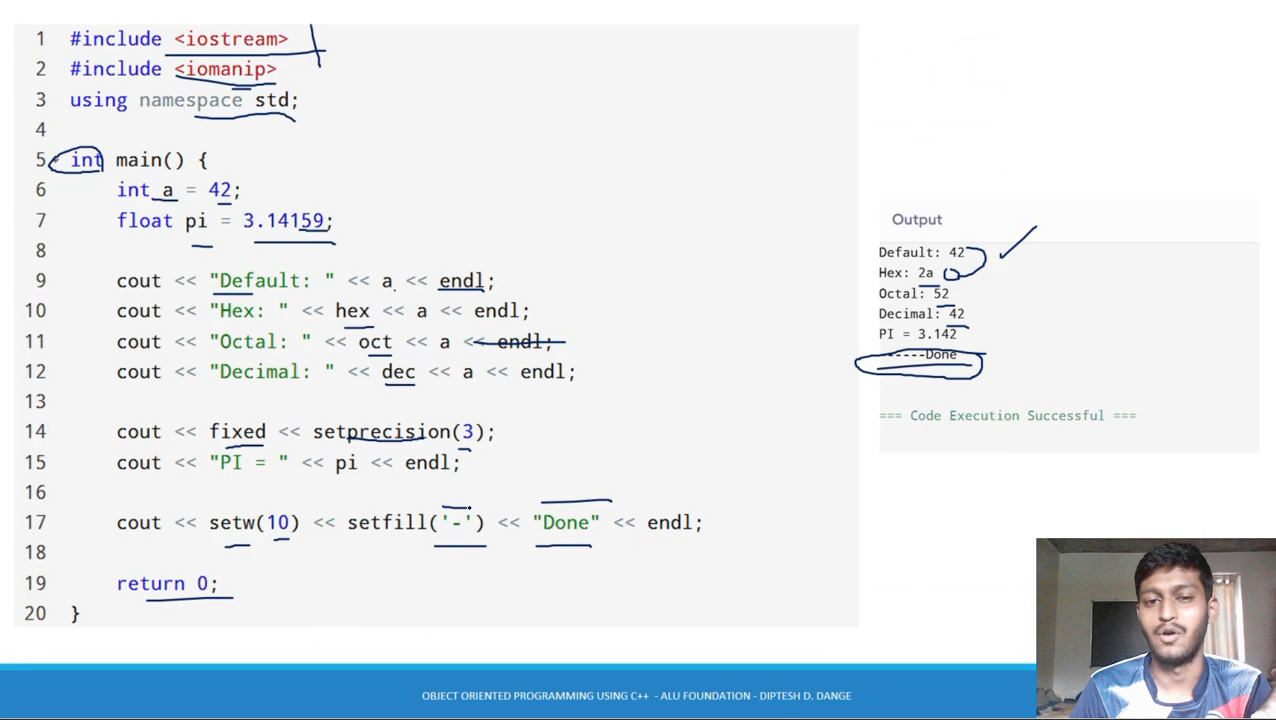 1 #include <iostream>
2 #include <iomanip>
3 using namespace std;
4
5 int main() {
6 int a = 42;
7 float pi = 3.14159;
8
9 cout << "Default: " << a << endl;
10 cout << "Hex: " << hex << a << endl;
11 cout << "Octal: " << oct << a << endl;
12 cout << "Decimal: " << dec << a << endl;
13
14 cout << fixed << setprecision(3);
15 cout << "PI = " << pi << endl;
16
17 cout << setw(10) << setfill('-') << "Done" << endl;
18
19 return 0;
20 }
Output
Default: 42
Hex: 2a
Octal: 52
Decimal: 42
PI = 3.142
------Done
=== Code Execution Successful ===
OBJECT ORIENTED PROGRAMMING USING C++ - ALU FOUNDATION - DIPTESH D. DANGE